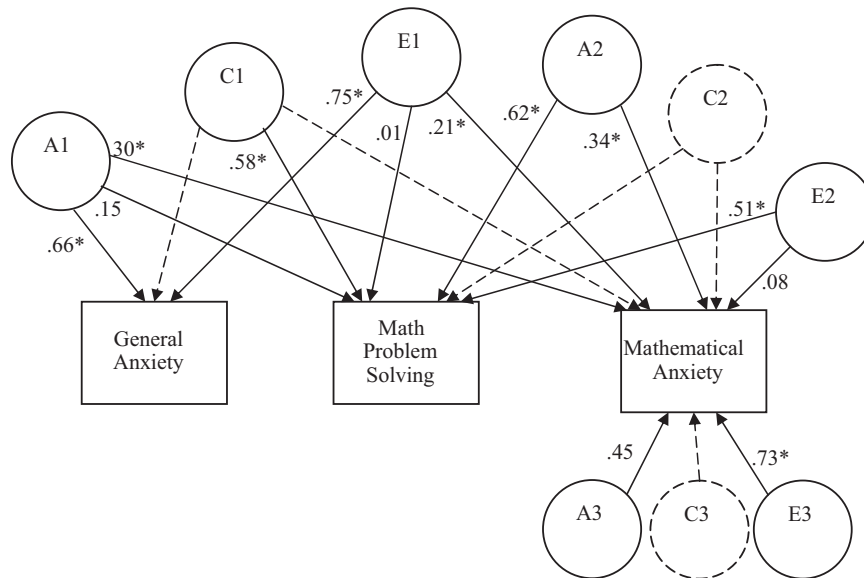 E1
A2
C1
C2
.75*
A1
.30*
.01
.21*
.62*
.34*
.58*
E2
.15
.51*
.66*
.08
General
Anxiety
Math
Problem
Solving
Mathematical
Anxiety
.45
.73*
A3
C3
E3